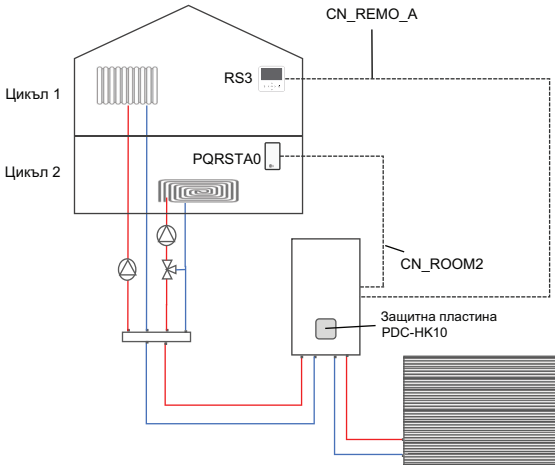 CN_REMO_A
RS3
Цикъл 1
PQRSTA0
Цикъл 2
CN_ROOM2
Защитна пластина
PDC-HK10